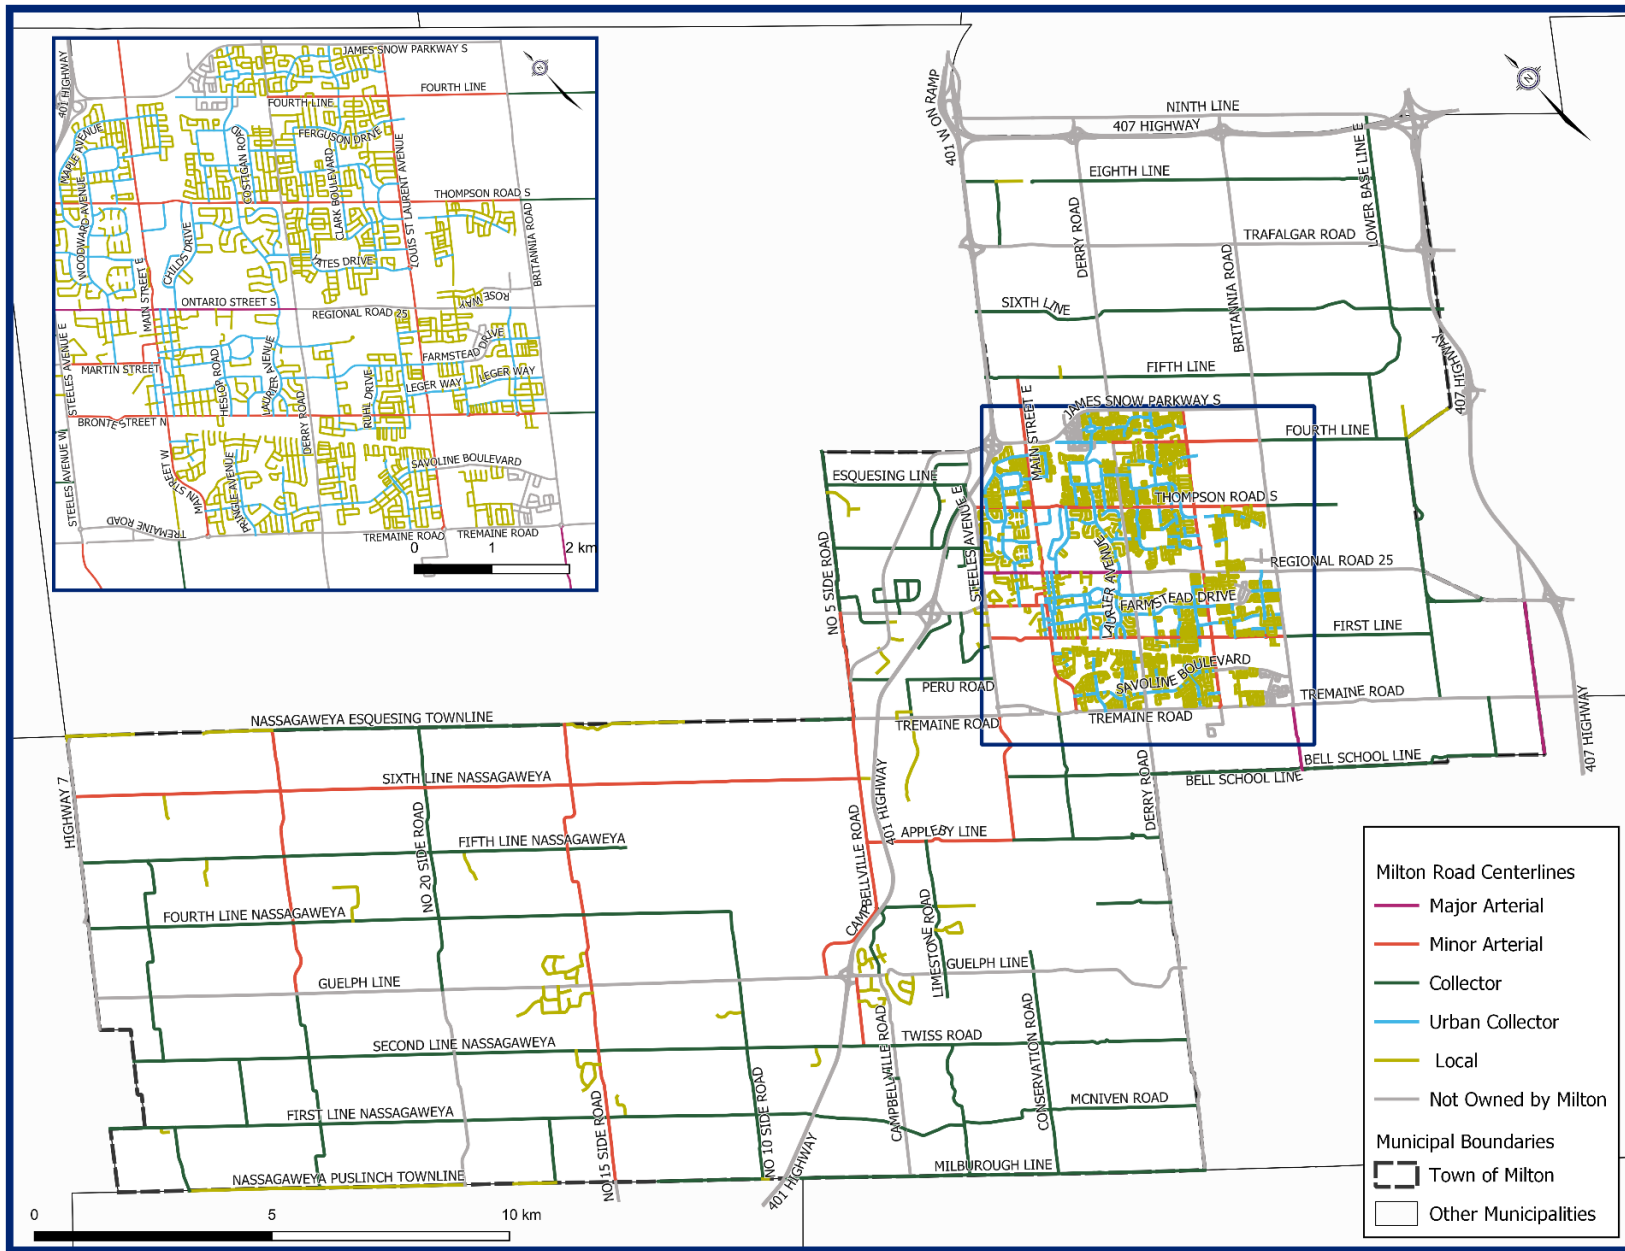 JAMES SNOW PARKWAY S
401 HIGHWAY
FOURTH LINE
FOURTH LINE
MAPLE AVENUE
COSTIGAN ROAD
FERGUSON DRIVE
WOODWARD AVENUE
CLARK BOULEVARD
LOUIS ST LAURENT AVENUE
THOMPSON ROAD S
BRITANNIA ROAD
CHILDS DRIVE
YATES DRIVE
MAIN STREET E
ONTARIO STREET S
REGIONAL ROAD 25
ROSE WAY
STEELES AVENUE E
MARTIN STREET
HESLOP ROAD
LAURIER AVENUE
FARMSTEAD DRIVE
RUHL DRIVE
LEGER WAY
LEGER WAY
BRONTE STREET N
DERRY ROAD
STEELES AVENUE W
MAIN STREET W
PRINGLE AVENUE
SAVOLINE BOULEVARD
TREMAINE ROAD
TREMAINE ROAD
TREMAINE ROAD
0 1 2 km
401 W ON RAMP
NINTH LINE
407 HIGHWAY
EIGHTH LINE
LOWER BASE LINE E
DERRY ROAD
TRAFALGAR ROAD
BRITANNIA ROAD
SIXTH LINE
407 HIGHWAY
407 HIGHWAY
FIFTH LINE
MAIN STREET E
JAMES SNOW PARKWAY S
FOURTH LINE
ESQUESING LINE
STEELES AVENUE E
THOMPSON ROAD S
NO 5 SIDE ROAD
LAURIER AVENUE
REGIONAL ROAD 25
FARMSTEAD DRIVE
FIRST LINE
SAVOLINE BOULEVARD
PERU ROAD
TREMAINE ROAD
TREMAINE ROAD
TREMAINE ROAD
407 HIGHWAY
NASSAGAWEYA ESQUESING TOWNLINE
BELL SCHOOL LINE
BELL SCHOOL LINE
HIGHWAY 7
SIXTH LINE NASSAGAWEYA
401 HIGHWAY
DERRY ROAD
NO 20 SIDE ROAD
FIFTH LINE NASSAGAWEYA
CAMPBELLVILLE ROAD
APPLEBY LINE
FOURTH LINE NASSAGAWEYA
LIMESTONE ROAD
GUELPH LINE
GUELPH LINE
SECOND LINE NASSAGAWEYA
TWISS ROAD
CAMPBELLVILLE ROAD
CONSERVATION ROAD
FIRST LINE NASSAGAWEYA
MCNIVEN ROAD
NO 15 SIDE ROAD
NO 10 SIDE ROAD
401 HIGHWAY
MILBOROUGH LINE
NASSAGAWEYA PUSLINCH TOWNLINE
0 5 10 km
Milton Road Centerlines
Major Arterial
Minor Arterial
Collector
Urban Collector
Local
Not Owned by Milton
Municipal Boundaries
Town of Milton
Other Municipalities